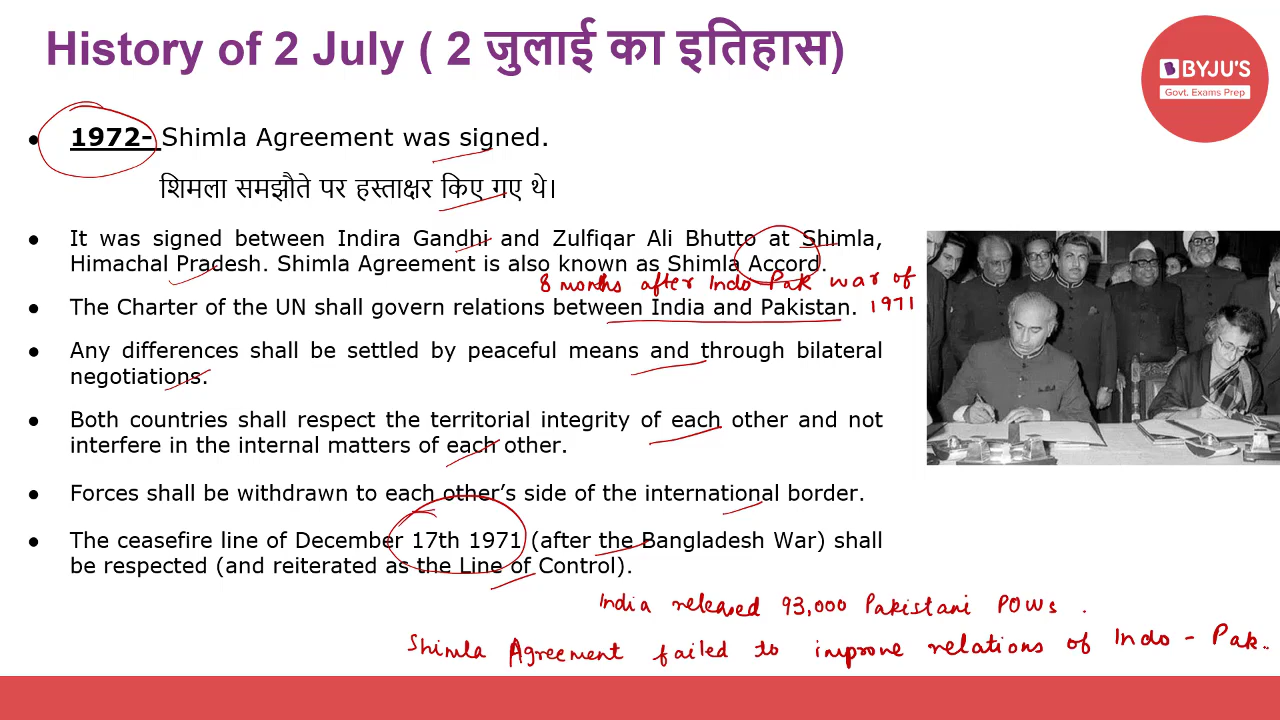 History of 2 July ( 2 जुलाई का इतिहास)
BYJU'S
Govt. Exams Prep
1972- Shimla Agreement was signed.
शिमला समझौते पर हस्ताक्षर किए गए थे।
It was signed between Indira Gandhi and Zulfiqar Ali Bhutto at Shimla,
Himachal Pradesh. Shimla Agreement is also known as Shimla Accord.
8 months after Indo Pak war of
1971
The Charter of the UN shall govern relations between India and Pakistan.
Any differences shall be settled by peaceful means and through bilateral
negotiations.
Both countries shall respect the territorial integrity of each other and not
interfere in the internal matters of each other.
Forces shall be withdrawn to each other's side of the international border.
The ceasefire line of December 17th 1971 (after the Bangladesh War) shall
be respected (and reiterated as the Line of Control).
India released 93,000 Pakistani POWs .
Shimla Agreement failed to improve relations of Indo - Pak..